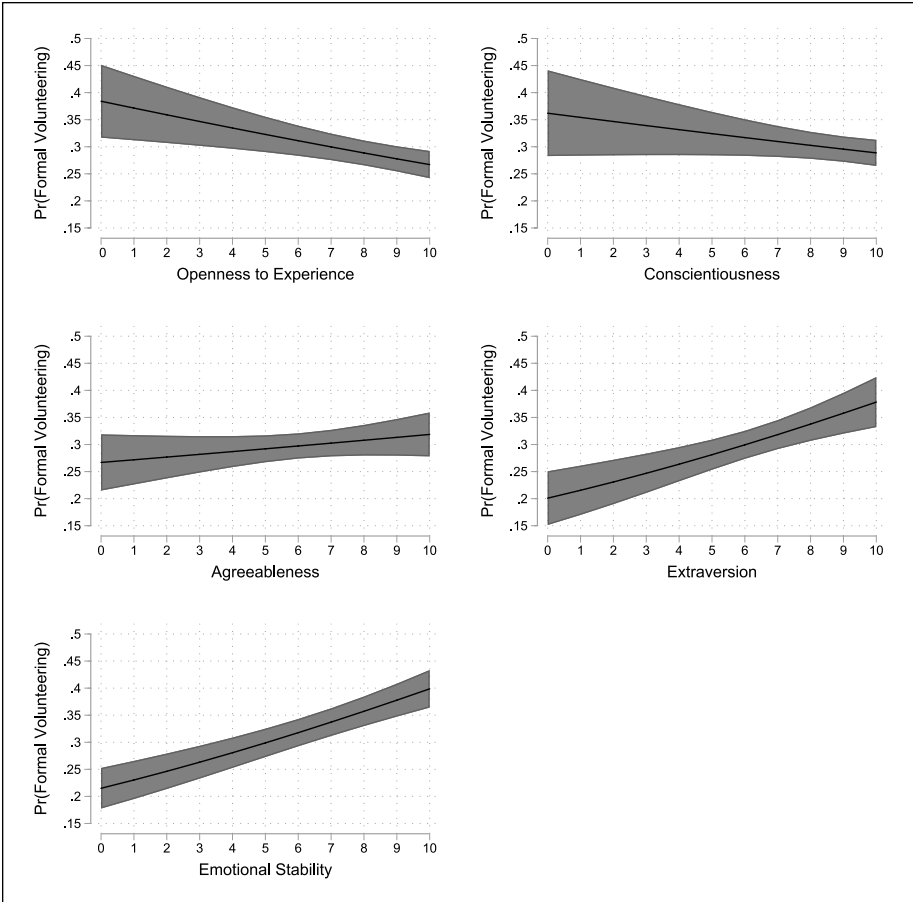 Pr(Formal Volunteering)
.5
.45
.4
.35
.3
.25
.2
.15
0 1 2 3 4 5 6 7 8 9 10
Openness to Experience
Pr(Formal Volunteering)
.5
.45
.4
.35
.3
.25
.2
.15
0 1 2 3 4 5 6 7 8 9 10
Conscientiousness
Pr(Formal Volunteering)
.5
.45
.4
.35
.3
.25
.2
.15
0 1 2 3 4 5 6 7 8 9 10
Agreeableness
Pr(Formal Volunteering)
.5
.45
.4
.35
.3
.25
.2
.15
0 1 2 3 4 5 6 7 8 9 10
Extraversion
Pr(Formal Volunteering)
.5
.45
.4
.35
.3
.25
.2
.15
0 1 2 3 4 5 6 7 8 9 10
Emotional Stability